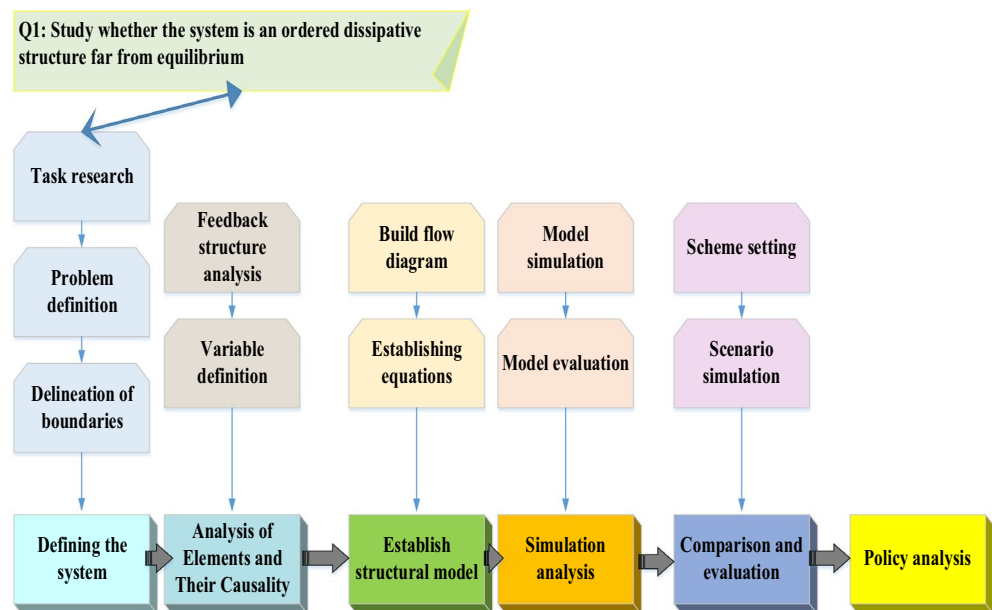 Q1: Study whether the system is an ordered dissipative
structure far from equilibrium
Task research
Problem
definition
Delineation of
boundaries
Feedback
structure
analysis
Variable
definition
Build flow
diagram
Establishing
equations
Model
simulation
Model evaluation
Scheme setting
Scenario
simulation
Defining the
system
Analysis of
Elements and
Their Causality
Establish
structural model
Simulation
analysis
Comparison and
evaluation
Policy analysis